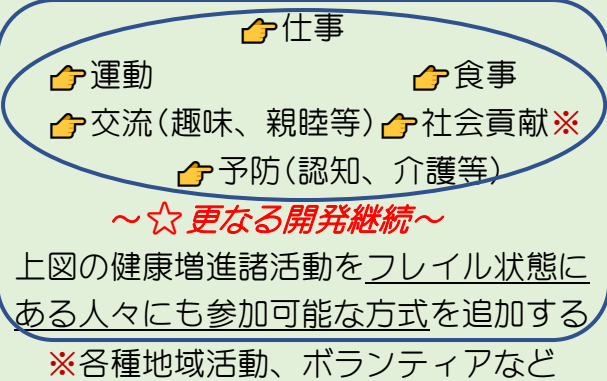 👉仕事
👉運動 👉食事
👉交流(趣味、親睦等)👉社会貢献※
👉予防(認知、介護等)
～☆更なる開発継続～
上図の健康増進諸活動をフレイル状態に
ある人々にも参加可能な方式を追加する
※各種地域活動、ボランティアなど